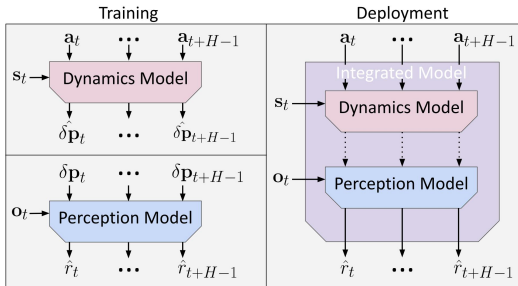 Training
a_t ••• a_{t+H−1}
s_t
Dynamics Model
δp̂_t ••• δp̂_{t+H−1}
δp_t ••• δp_{t+H−1}
o_t
Perception Model
r̂_t ••• r̂_{t+H−1}
Deployment
a_t ••• a_{t+H−1}
Integrated Model
s_t
Dynamics Model
o_t
Perception Model
r̂_t ••• r̂_{t+H−1}